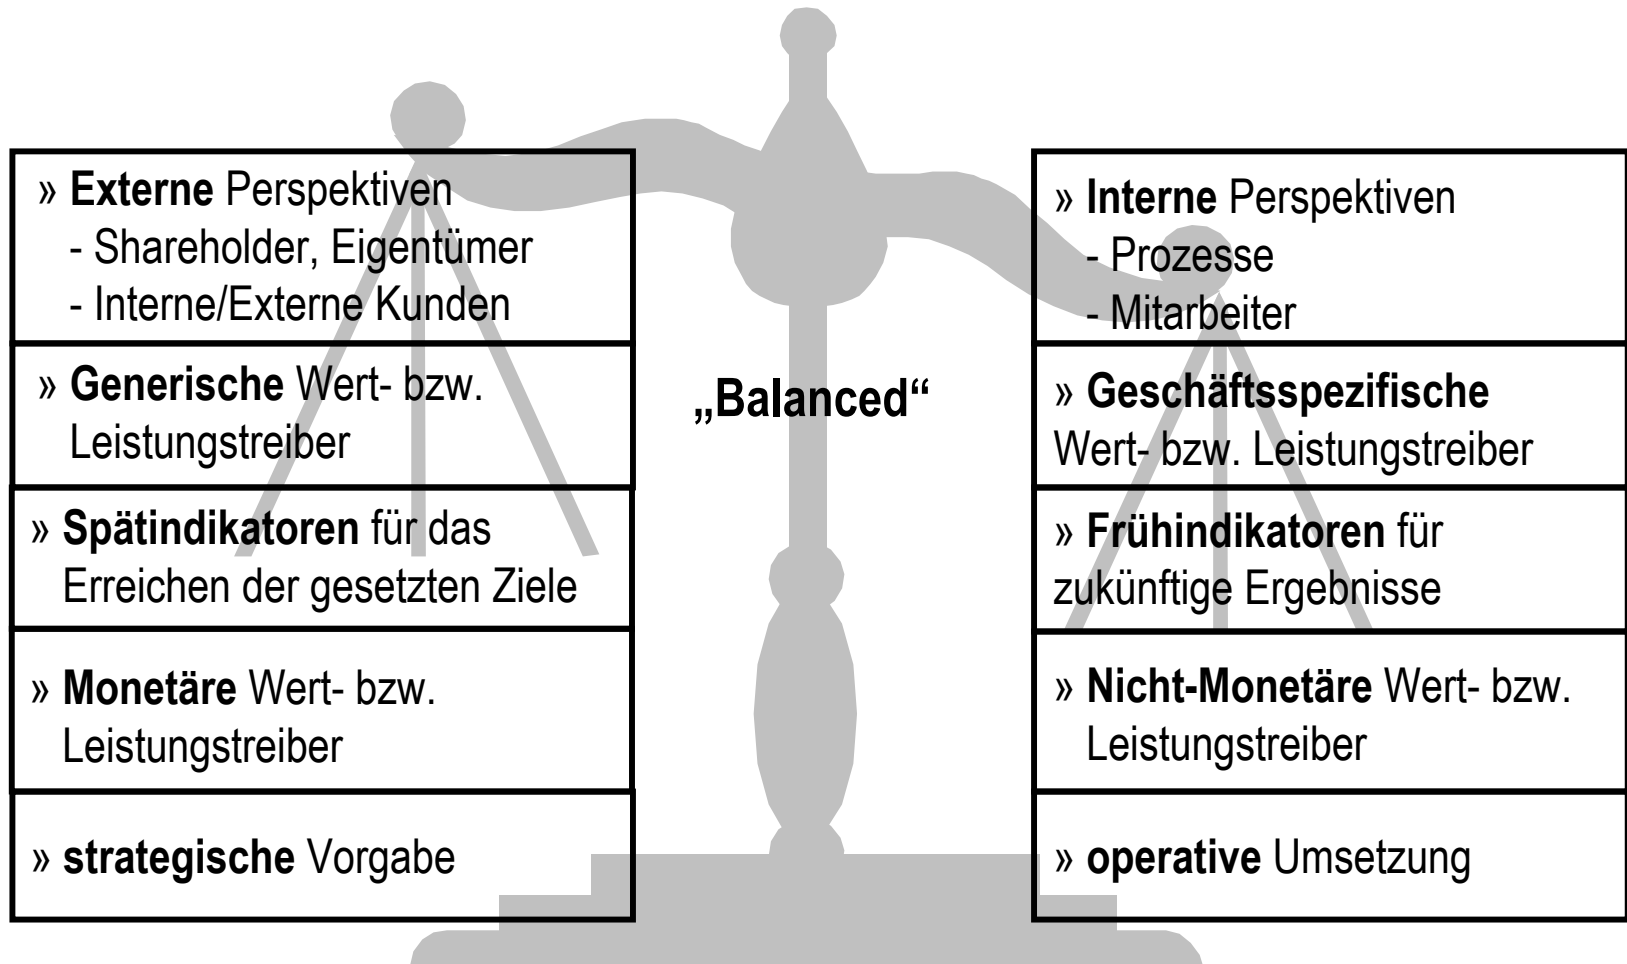 » Externe Perspektiven
- Shareholder, Eigentümer
- Interne/Externe Kunden
» Generische Wert- bzw.
Leistungstreiber
» Spätindikatoren für das
Erreichen der gesetzten Ziele
» Monetäre Wert- bzw.
Leistungstreiber
» strategische Vorgabe
„Balanced“
» Interne Perspektiven
- Prozesse
- Mitarbeiter
» Geschäftsspezifische
Wert- bzw. Leistungstreiber
» Frühindikatoren für
zukünftige Ergebnisse
» Nicht-Monetäre Wert- bzw.
Leistungstreiber
» operative Umsetzung